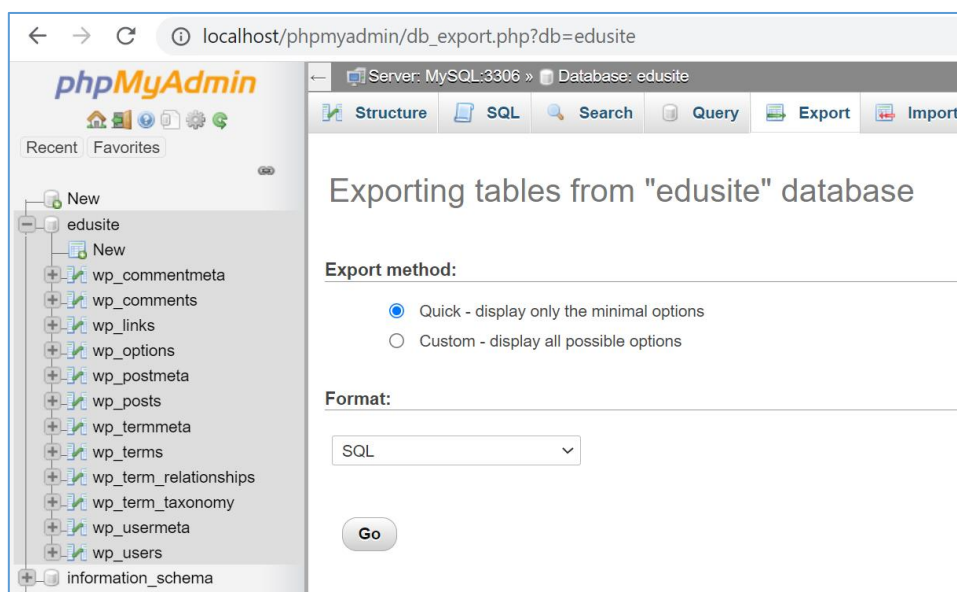 localhost/phpmyadmin/db_export.php?db=edusite
phpMyAdmin
Recent Favorites
New
edusite
New
wp_commentmeta
wp_comments
wp_links
wp_options
wp_postmeta
wp_posts
wp_termmeta
wp_terms
wp_term_relationships
wp_term_taxonomy
wp_usermeta
wp_users
information_schema
Server: MySQL:3306 » Database: edusite
Structure SQL Search Query Export Import
Exporting tables from "edusite" database
Export method:
Quick - display only the minimal options
Custom - display all possible options
Format:
SQL
Go